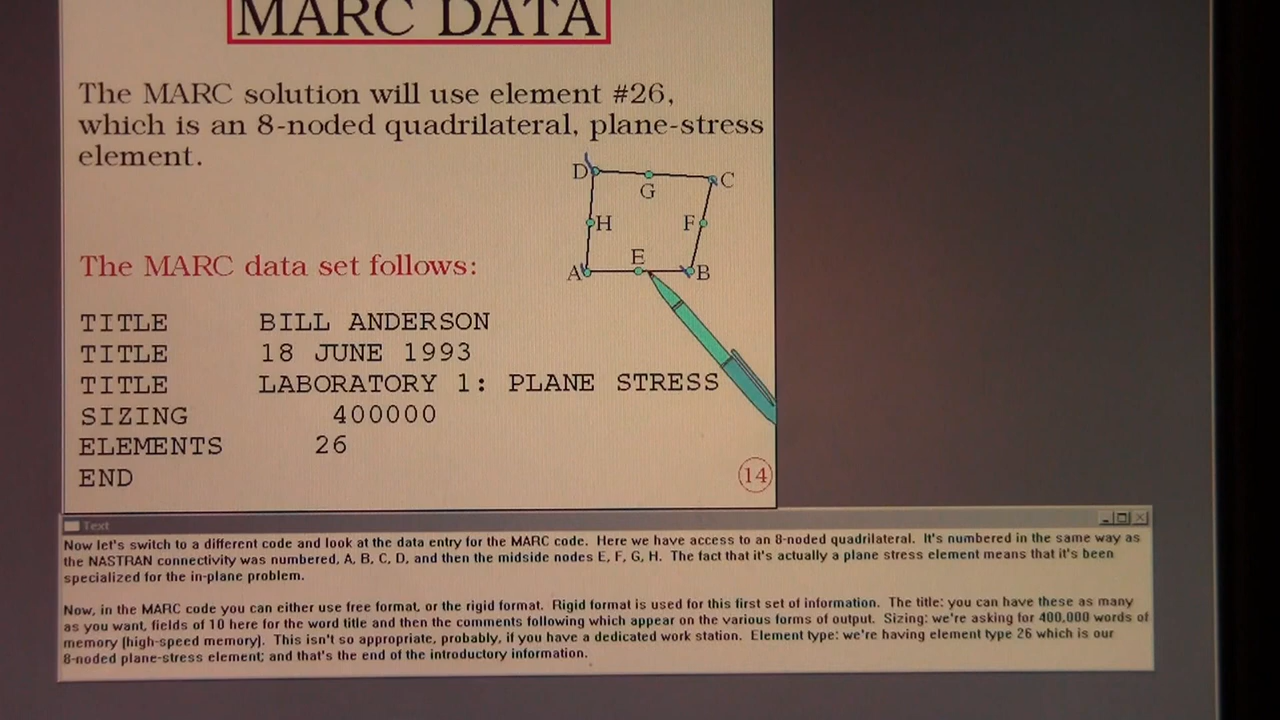 MARC DATA
The MARC solution will use element #26,
which is an 8-noded quadrilateral, plane-stress
element.
D
C
G
H
F
E
A
B
The MARC data set follows:
TITLE BILL ANDERSON
TITLE 18 JUNE 1993
TITLE LABORATORY 1: PLANE STRESS
SIZING 400000
ELEMENTS 26
END
14
Text
Now let's switch to a different code and look at the data entry for the MARC code. Here we have access to an 8-noded quadrilateral. It's numbered in the same way as
the NASTRAN connectivity was numbered, A, B, C, D, and then the midside nodes E, F, G, H. The fact that it's actually a plane stress element means that it's been
specialized for the in-plane problem.
Now, in the MARC code you can either use free format, or the rigid format. Rigid format is used for this first set of information. The title: you can have these as many
as you want, fields of 10 here for the word title and then the comments following which appear on the various forms of output. Sizing: we're asking for 400,000 words of
memory (high-speed memory). This isn't so appropriate, probably, if you have a dedicated work station. Element type: we're having element type 26 which is our
8-noded plane-stress element; and that's the end of the introductory information.